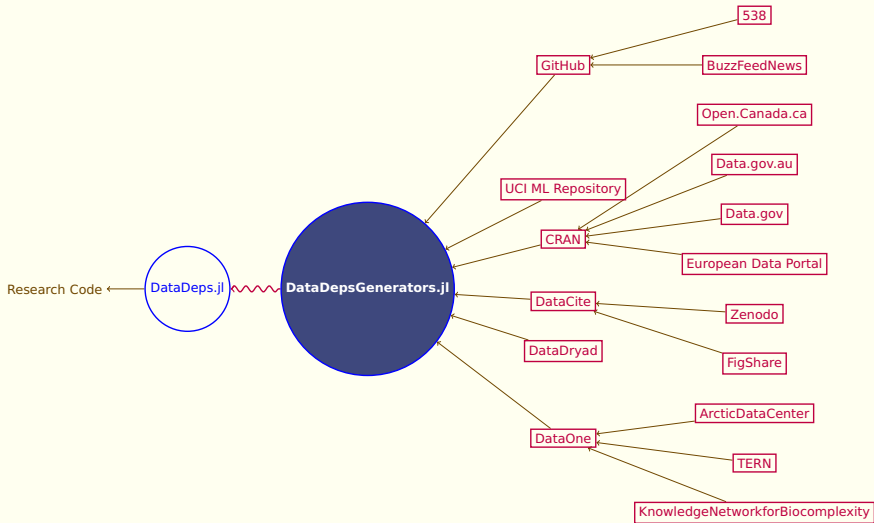 538
GitHub
BuzzFeedNews
Open.Canada.ca
Data.gov.au
UCI ML Repository
Data.gov
CRAN
European Data Portal
Research Code
DataDeps.jl
DataDepsGenerators.jl
DataCite
Zenodo
DataDryad
FigShare
ArcticDataCenter
DataOne
TERN
KnowledgeNetworkforBiocomplexity